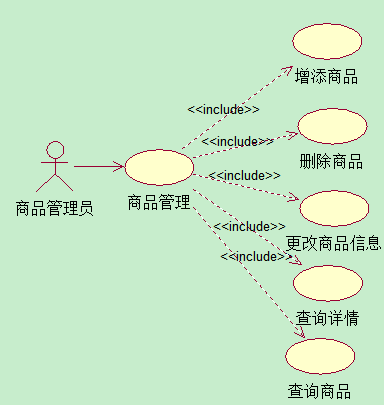 增添商品
<<include>>
<<include>>
删除商品
<<include>>
商品管理员
商品管理
<<include>>
更改商品信息
<<include>>
查询详情
查询商品